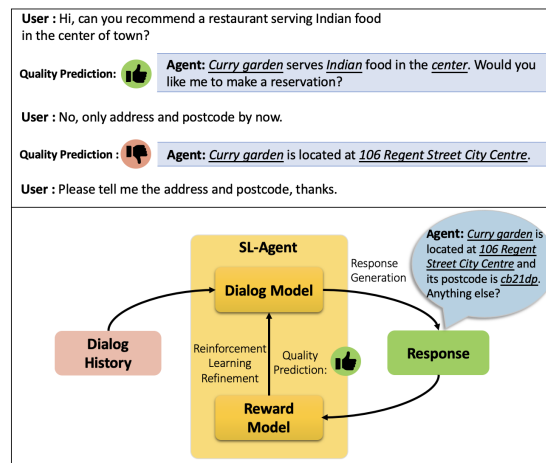 User : Hi, can you recommend a restaurant serving Indian food
in the center of town?
Quality Prediction:
Agent: Curry garden serves Indian food in the center. Would you
like me to make a reservation?
User : No, only address and postcode by now.
Quality Prediction :
Agent: Curry garden is located at 106 Regent Street City Centre.
User : Please tell me the address and postcode, thanks.
SL-Agent
Dialog Model
Response
Generation
Agent: Curry garden is
located at 106 Regent
Street City Centre and
its postcode is cb21dp.
Anything else?
Dialog
History
Reinforcement
Learning
Refinement
Quality
Prediction:
Response
Reward
Model